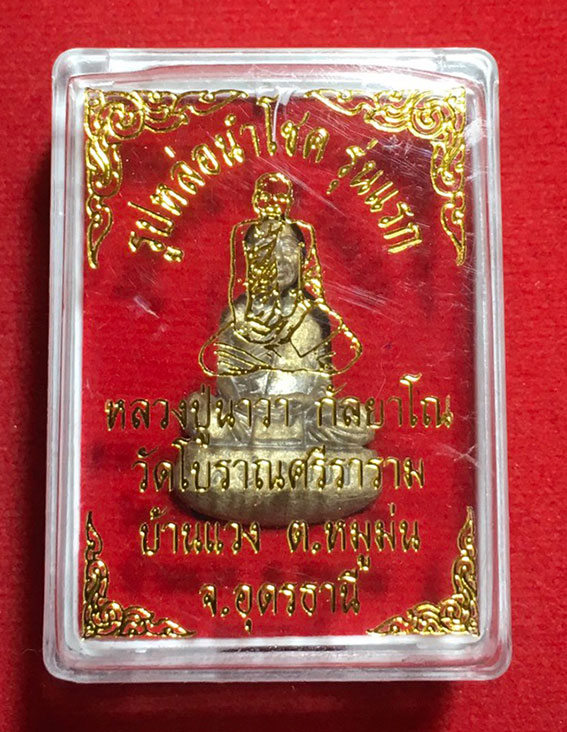 รูปหล่อนำโชค รุ่นแรก
หลวงปู่นาวา กัลยาโณ
วัดโบราณศรีราราม
บ้านแวง ต.หมูม่น
จ.อุดรธานี